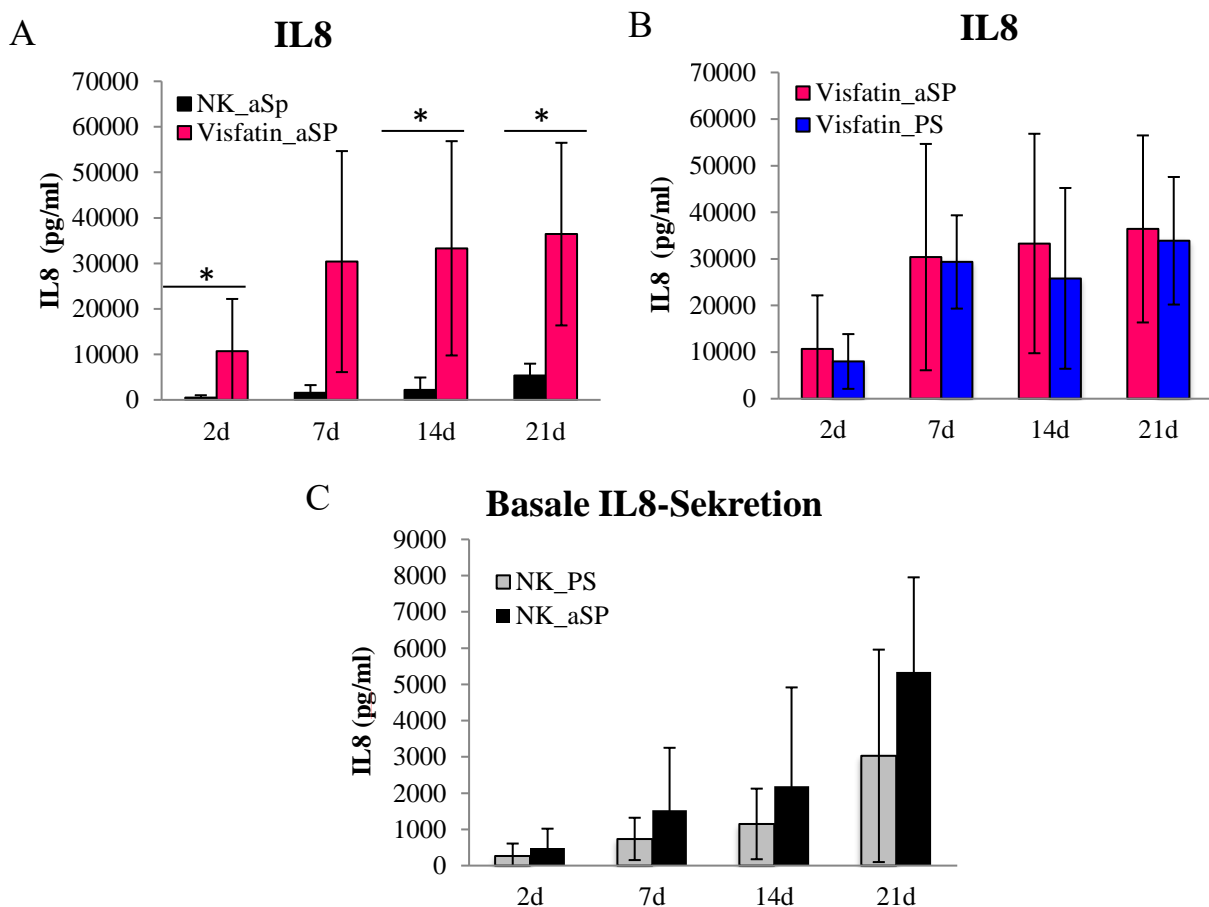 A
IL8
70000
60000
50000
40000
30000
20000
10000
0
IL8 (pg/ml)
NK_aSp
Visfatin_aSP
*
*
*
2d 7d 14d 21d
B
IL8
70000
60000
50000
40000
30000
20000
10000
0
IL8 (pg/ml)
Visfatin_aSP
Visfatin_PS
2d 7d 14d 21d
C
Basale IL8-Sekretion
9000
8000
7000
6000
5000
4000
3000
2000
1000
0
IL8 (pg/ml)
NK_PS
NK_aSP
2d 7d 14d 21d